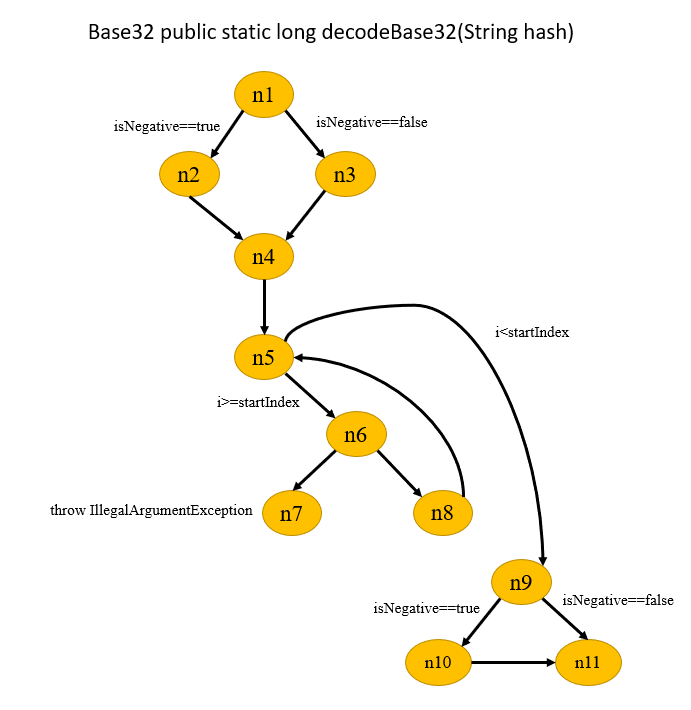 Base32 public static long decodeBase32(String hash)
n1
isNegative==true
isNegative==false
n2
n3
n4
i<startIndex
n5
i>=startIndex
n6
throw IllegalArgumentException
n7
n8
n9
isNegative==true
isNegative==false
n10
n11